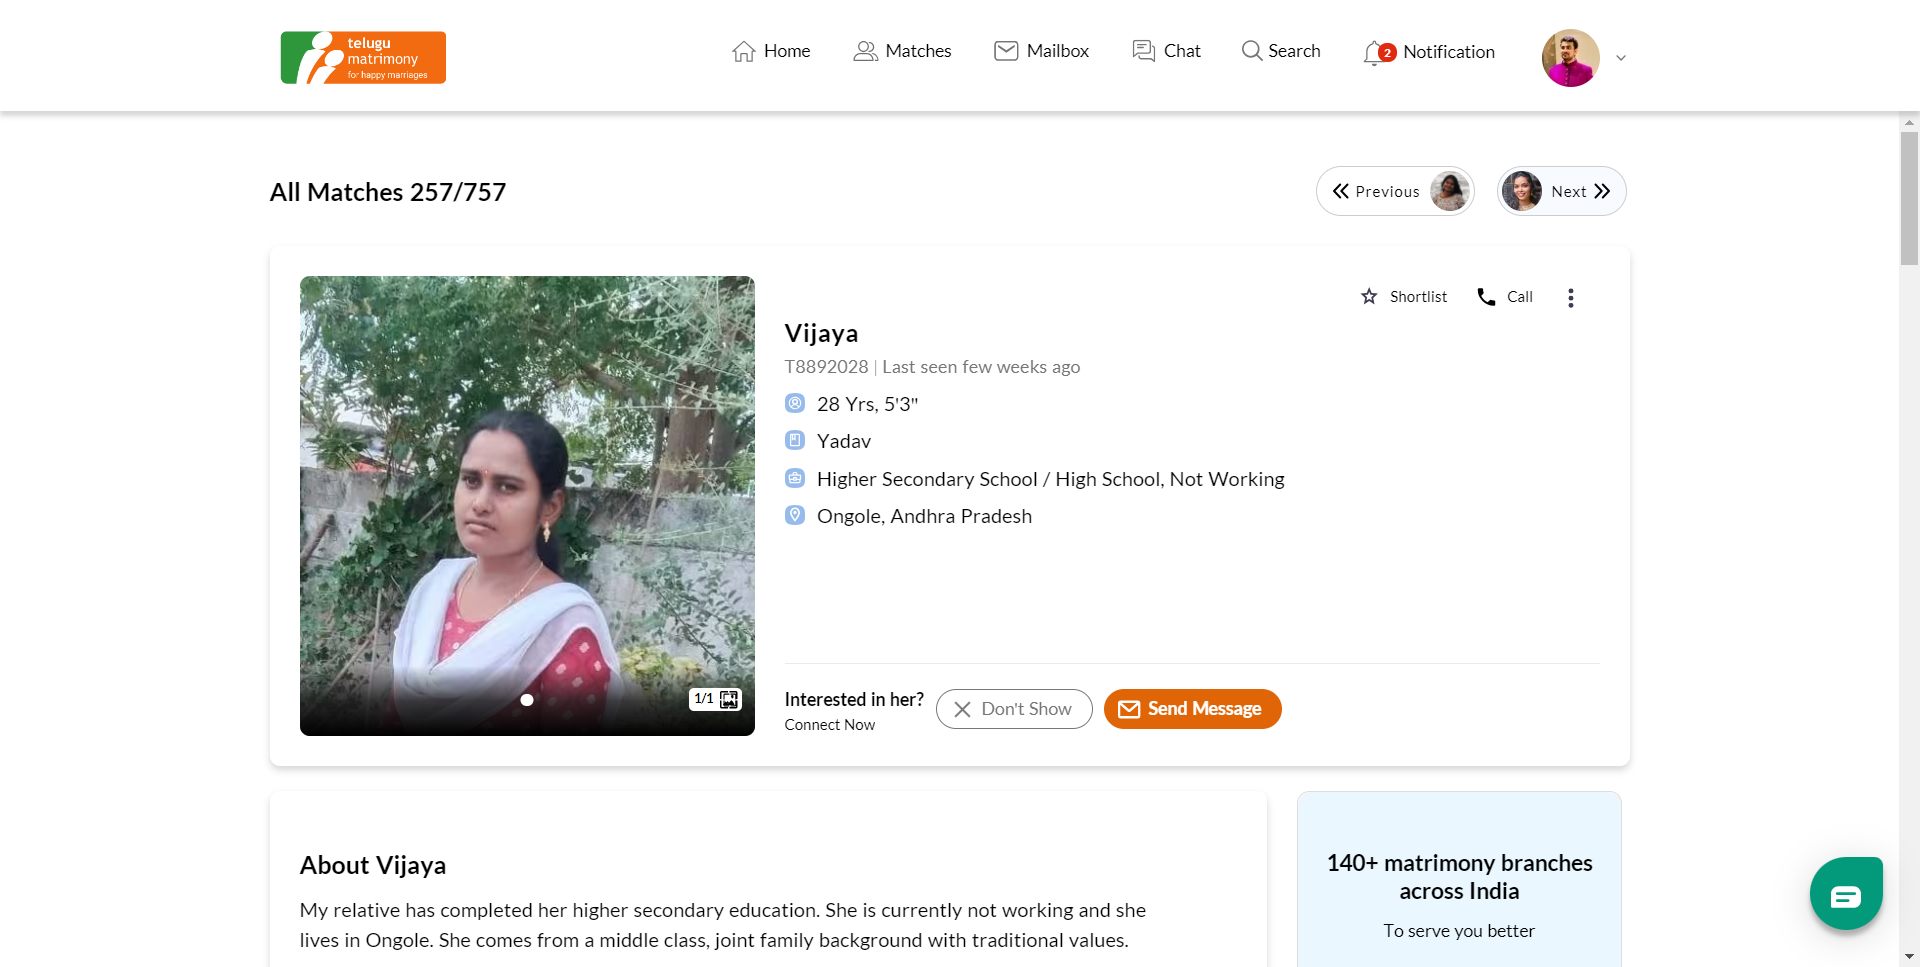 telugu
matrimony
for happy marriages
Home
Matches
Mailbox
Chat
Search
2
Notification
All Matches 257/757
Previous
Next
Shortlist
Call
Vijaya
T8892028 | Last seen few weeks ago
28 Yrs, 5'3"
Yadav
Higher Secondary School / High School, Not Working
Ongole, Andhra Pradesh
1/1
Interested in her?
Connect Now
Don't Show
Send Message
About Vijaya
My relative has completed her higher secondary education. She is currently not working and she
lives in Ongole. She comes from a middle class, joint family background with traditional values.
140+ matrimony branches
across India
To serve you better